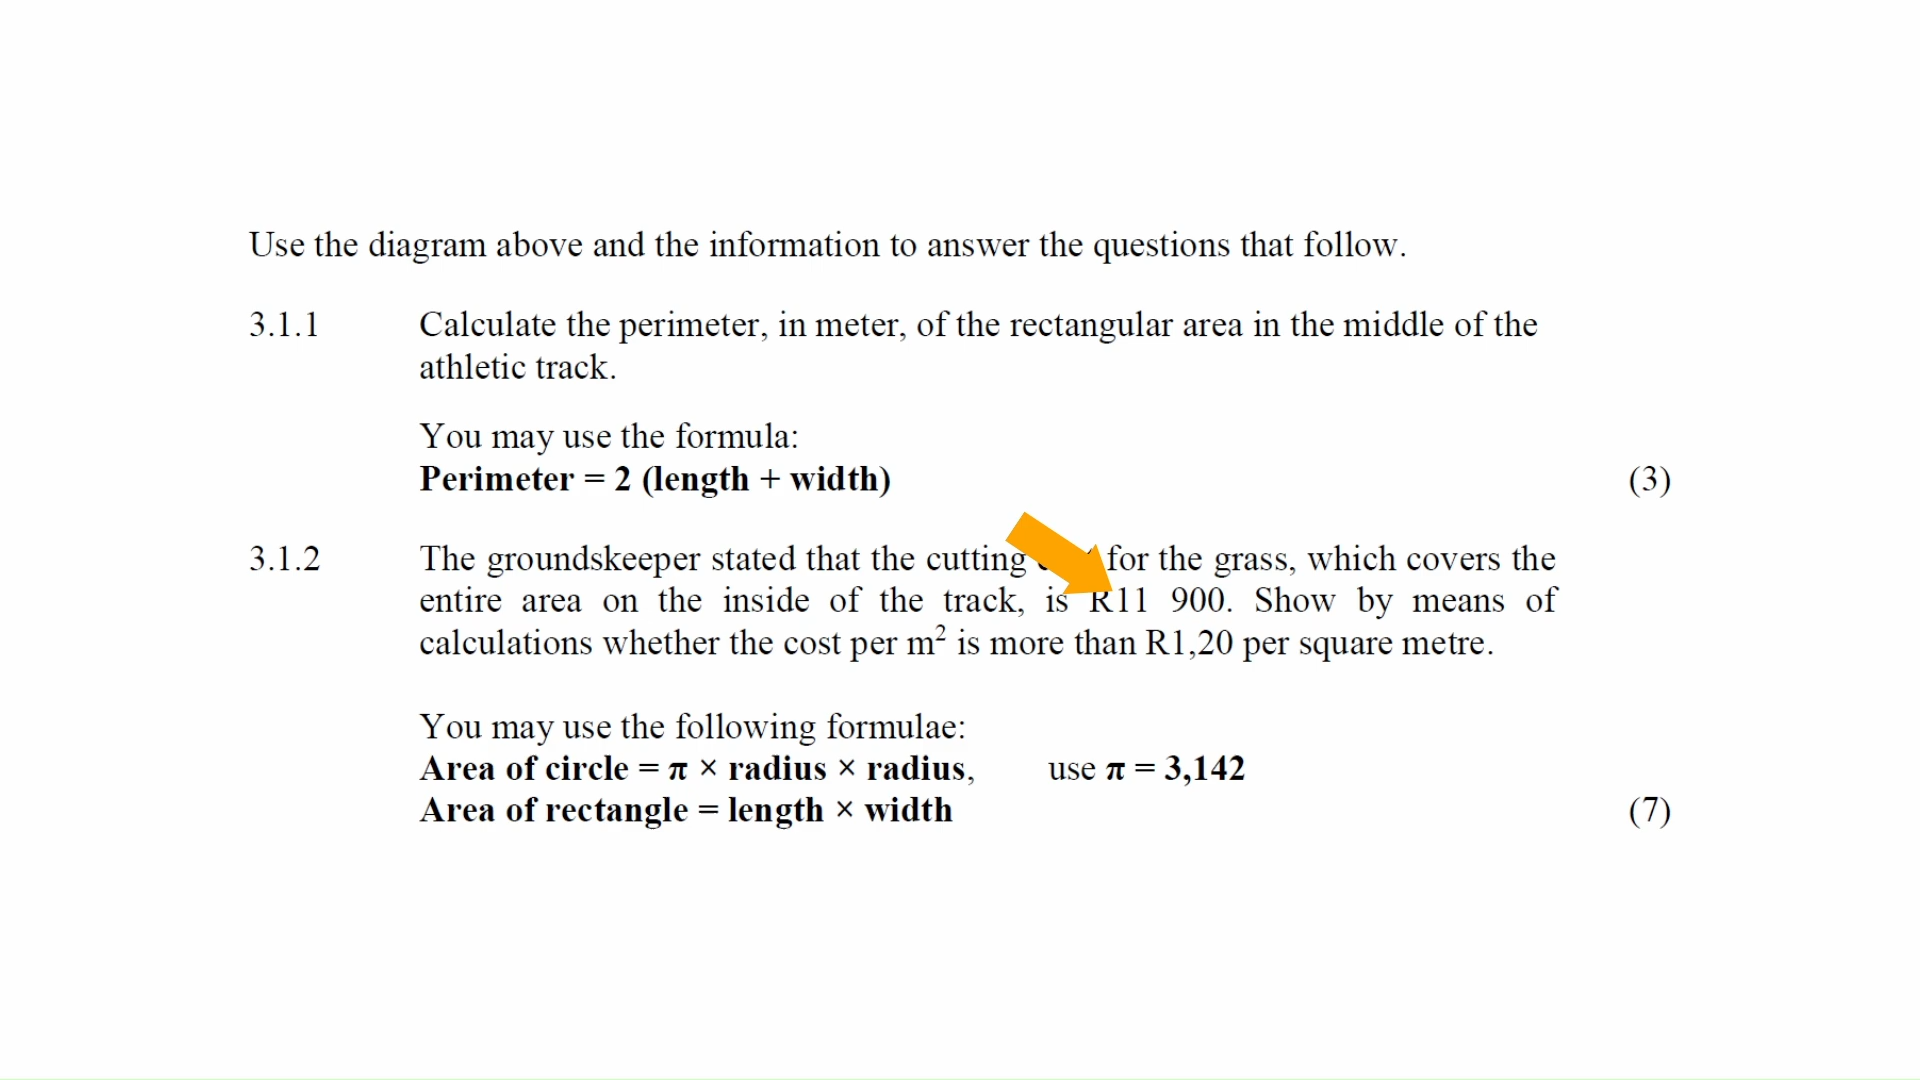 Use the diagram above and the information to answer the questions that follow.
3.1.1 Calculate the perimeter, in meter, of the rectangular area in the middle of the
athletic track.
You may use the formula:
Perimeter = 2 (length + width) (3)
3.1.2 The groundskeeper stated that the cutting for the grass, which covers the
entire area on the inside of the track, is R11 900. Show by means of
calculations whether the cost per m² is more than R1,20 per square metre.
You may use the following formulae:
Area of circle = π × radius × radius, use π = 3,142
Area of rectangle = length × width (7)